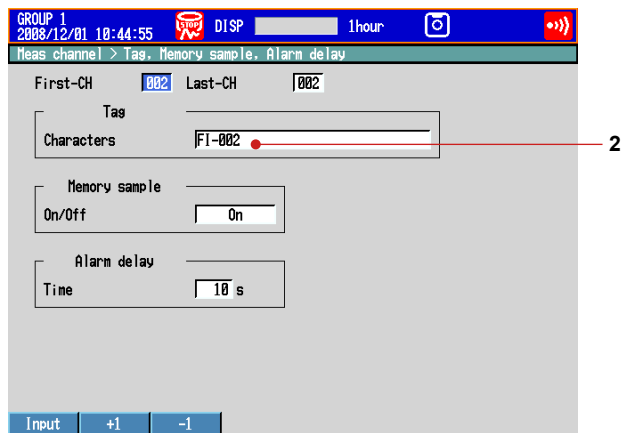 GROUP 1
2008/12/01 10:44:55 STOP DISP 1hour
Meas channel > Tag, Memory sample, Alarm delay
First-CH 002 Last-CH 002
Tag
Characters FI-002
2
Memory sample
On/Off On
Alarm delay
Time 10 s
Input +1 -1